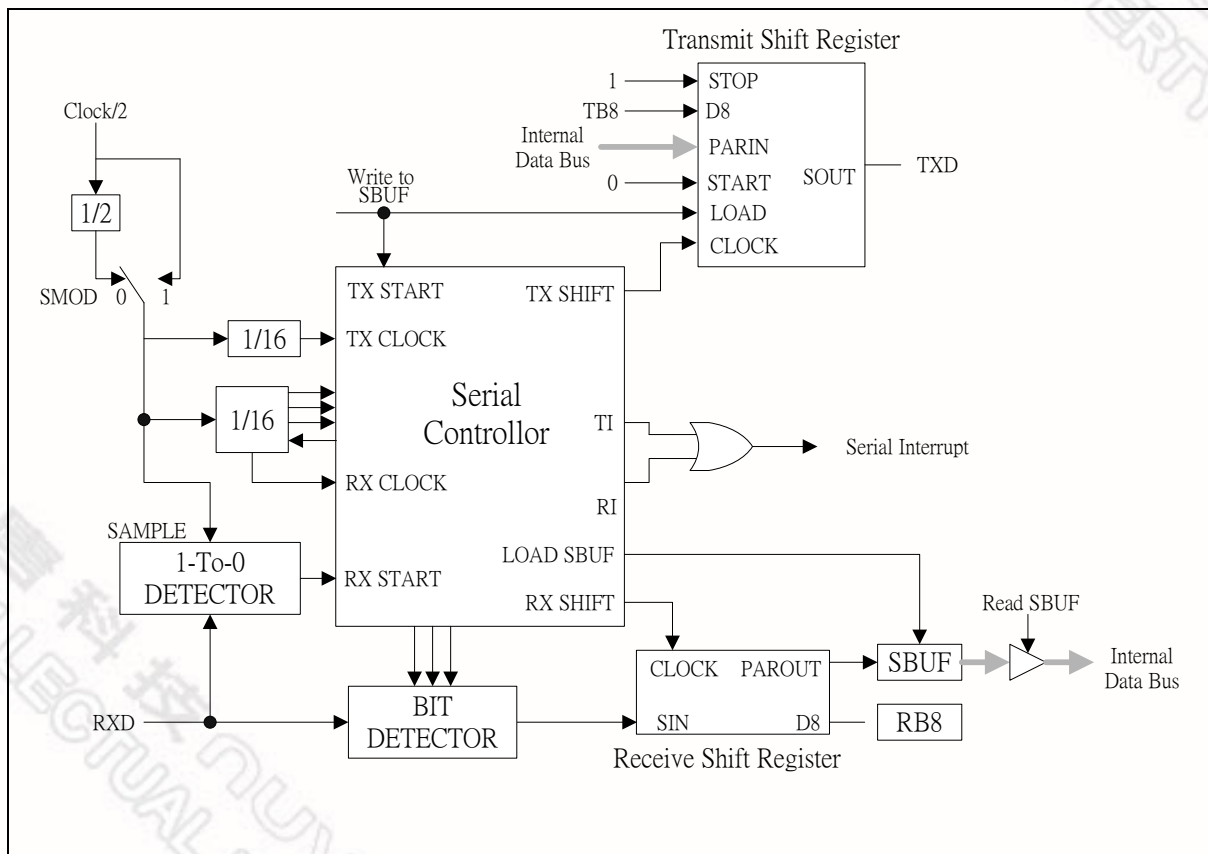 Transmit Shift Register
1
STOP
TB8
D8
Internal
Data Bus
PARIN
0
START
SOUT
TXD
LOAD
CLOCK
Clock/2
1/2
SMOD
0
1
Write to
SBUF
TX START
TX SHIFT
1/16
TX CLOCK
1/16
Serial
Controllor
TI
RI
Serial Interrupt
RX CLOCK
SAMPLE
1-To-0
DETECTOR
RX START
LOAD SBUF
RX SHIFT
Read SBUF
CLOCK
PAROUT
SBUF
Internal
Data Bus
RXD
BIT
DETECTOR
SIN
D8
RB8
Receive Shift Register